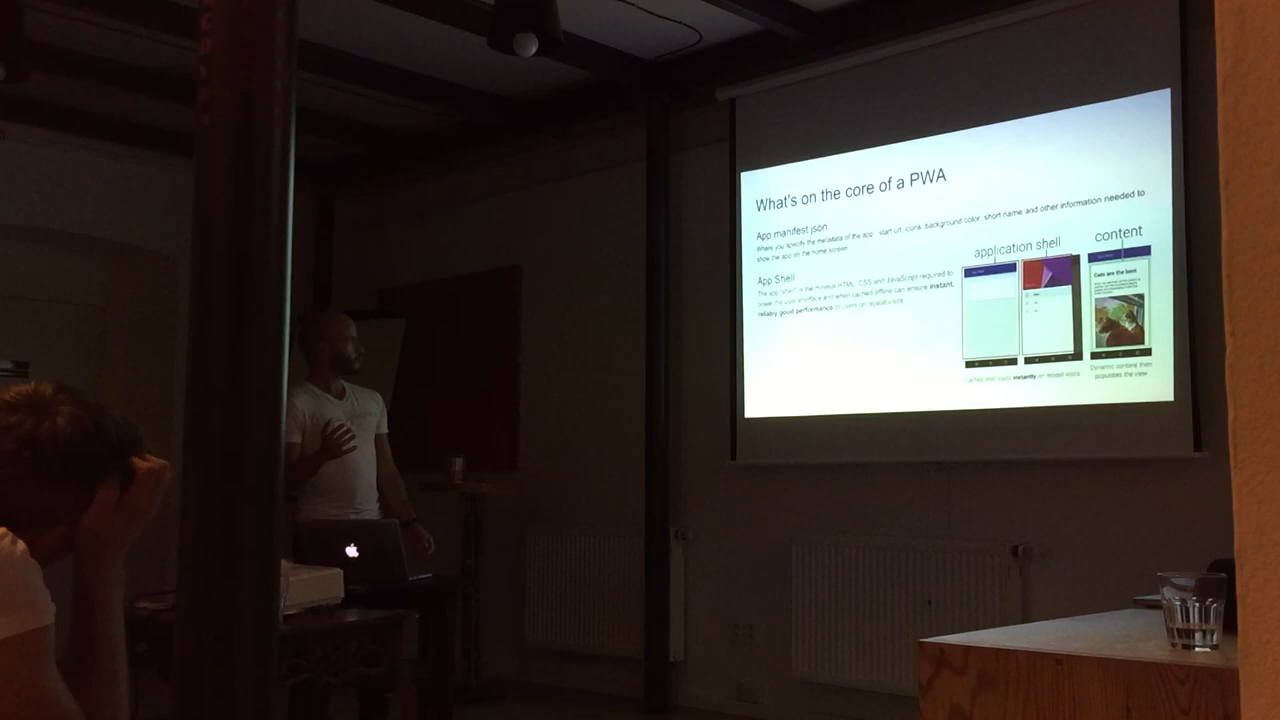 What's on the core of a PWA
App manifest.json
Where you specify the metadata of the app : start url, icons, background color, short name and other information needed to
show the app on the home screen
App Shell
The app "shell" is the minimal HTML, CSS and JavaScript required to
power the user interface and when cached offline can ensure instant,
reliably good performance to users on repeat visits.
application shell
content
Cats are the best
Cached shell loads instantly on repeat visits.
Dynamic content then
populates the view